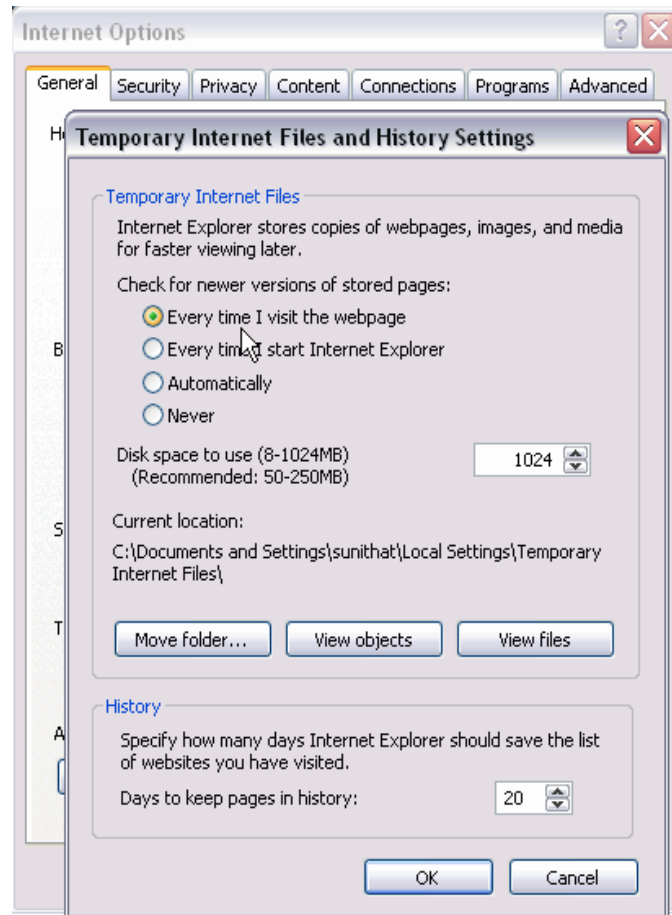 Internet Options
General Security Privacy Content Connections Programs Advanced
Temporary Internet Files and History Settings
Temporary Internet Files
Internet Explorer stores copies of webpages, images, and media
for faster viewing later.
Check for newer versions of stored pages:
Every time I visit the webpage
Every time I start Internet Explorer
Automatically
Never
Disk space to use (8-1024MB)
1024
(Recommended: 50-250MB)
Current location:
C:\Documents and Settings\sunithat\Local Settings\Temporary
Internet Files\
Move folder... View objects View files
History
Specify how many days Internet Explorer should save the list
of websites you have visited.
Days to keep pages in history: 20
OK Cancel